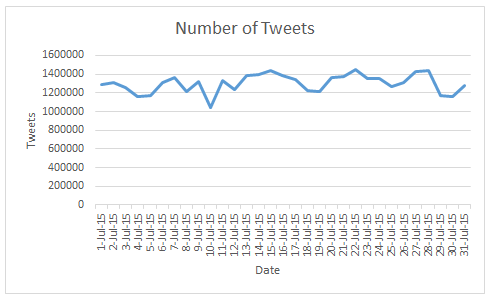 Number of Tweets
1600000
1400000
1200000
1000000
800000
600000
400000
200000
0
Tweets
1-Jul-15
2-Jul-15
3-Jul-15
4-Jul-15
5-Jul-15
6-Jul-15
7-Jul-15
8-Jul-15
9-Jul-15
10-Jul-15
11-Jul-15
12-Jul-15
13-Jul-15
14-Jul-15
15-Jul-15
16-Jul-15
17-Jul-15
18-Jul-15
19-Jul-15
20-Jul-15
21-Jul-15
22-Jul-15
23-Jul-15
24-Jul-15
25-Jul-15
26-Jul-15
27-Jul-15
28-Jul-15
29-Jul-15
30-Jul-15
31-Jul-15
Date